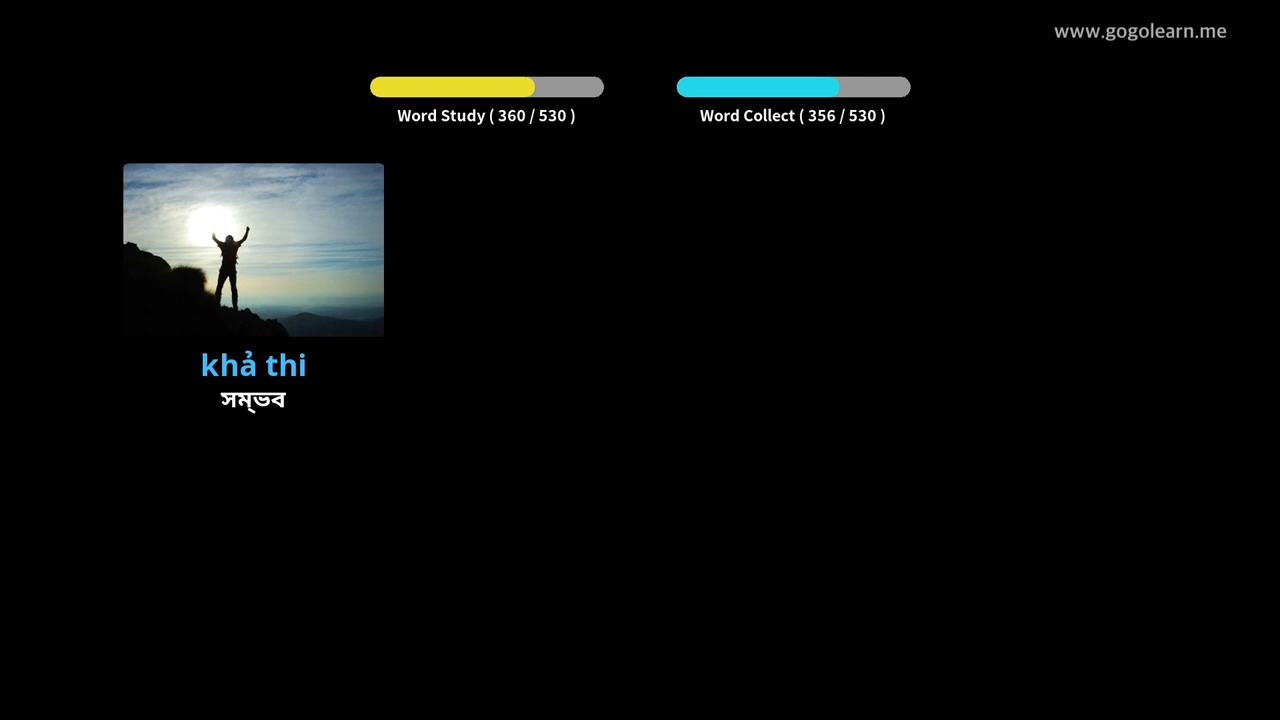 www.gogolearn.me
Word Study ( 360 / 530 )
Word Collect ( 356 / 530 )
khả thi
সম্ভব